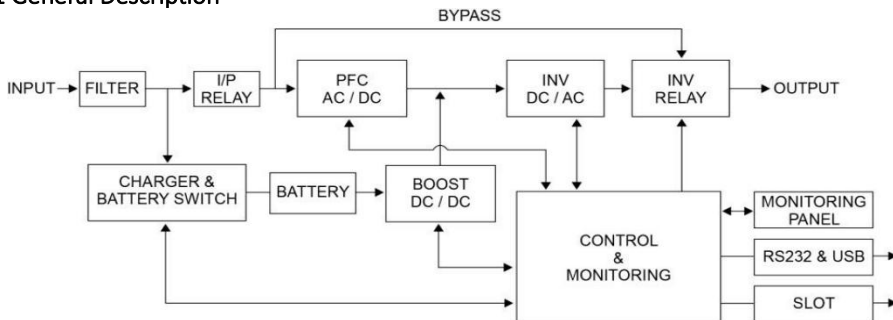 General Description
BYPASS
INPUT
FILTER
I/P
RELAY
PFC
AC / DC
INV
DC / AC
INV
RELAY
OUTPUT
CHARGER &
BATTERY SWITCH
BATTERY
BOOST
DC / DC
CONTROL
&
MONITORING
MONITORING
PANEL
RS232 & USB
SLOT